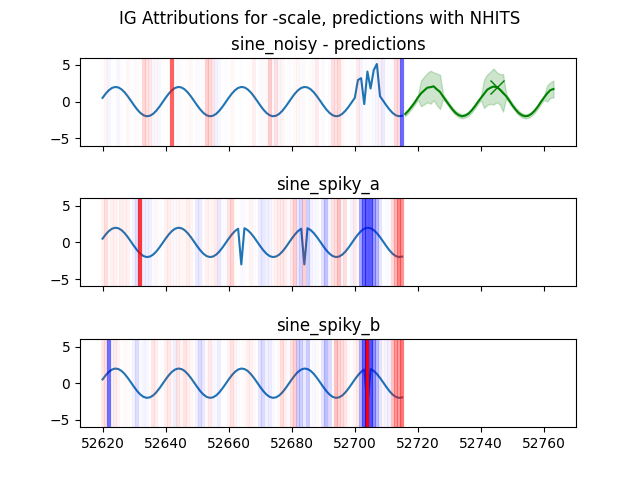 IG Attributions for -scale, predictions with NHITS
sine_noisy - predictions
5
0
−5
sine_spiky_a
5
0
−5
sine_spiky_b
5
0
−5
52620 52640 52660 52680 52700 52720 52740 52760